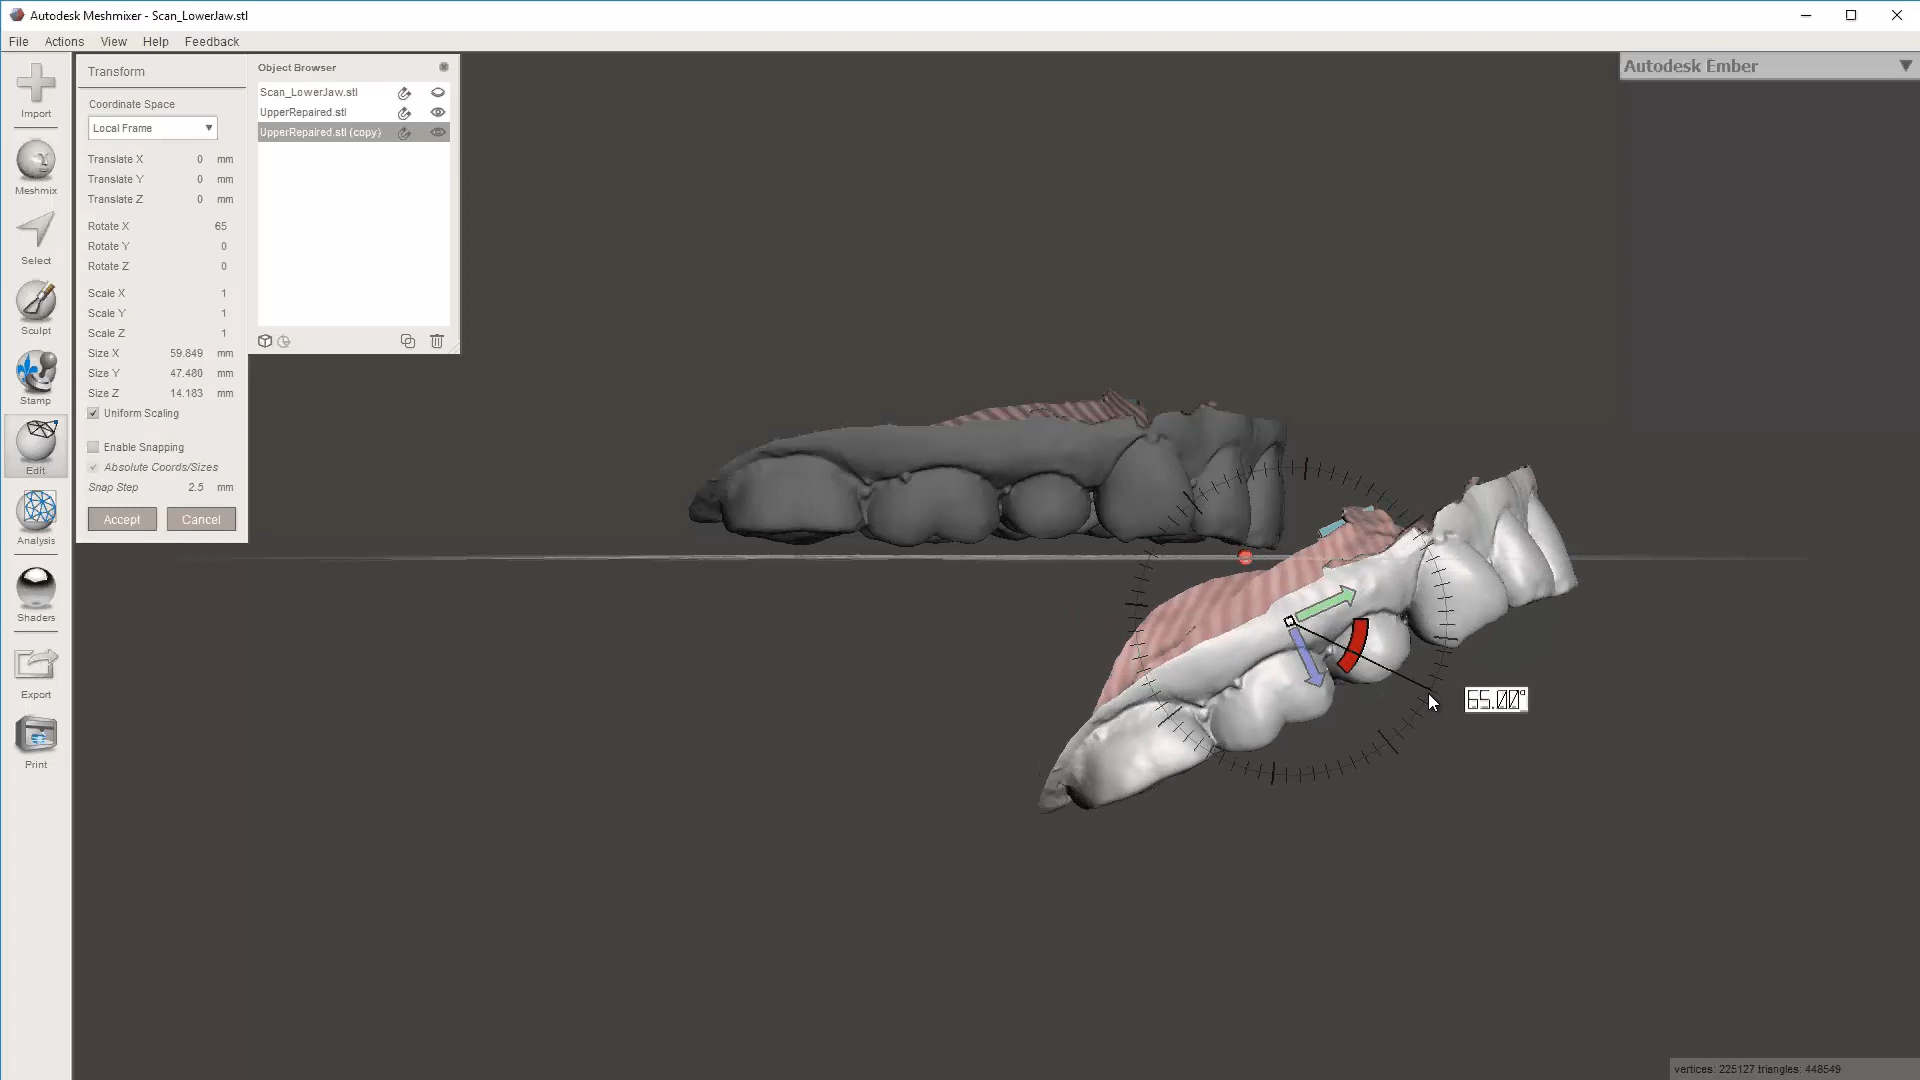 Autodesk Meshmixer - Scan_LowerJaw.stl
File Actions View Help Feedback
Import
Meshmix
Select
Sculpt
Stamp
Edit
Analysis
Shaders
Export
Print
Transform
Coordinate Space
Local Frame
Translate X 0 mm
Translate Y 0 mm
Translate Z 0 mm
Rotate X 65
Rotate Y 0
Rotate Z 0
Scale X 1
Scale Y 1
Scale Z 1
Size X 59.849 mm
Size Y 47.480 mm
Size Z 14.183 mm
Uniform Scaling
Enable Snapping
Absolute Coords/Sizes
Snap Step 2.5 mm
Accept Cancel
Object Browser
Scan_LowerJaw.stl
UpperRepaired.stl
UpperRepaired.stl (copy)
Autodesk Ember
65.00°
vertices: 225127 triangles: 448549